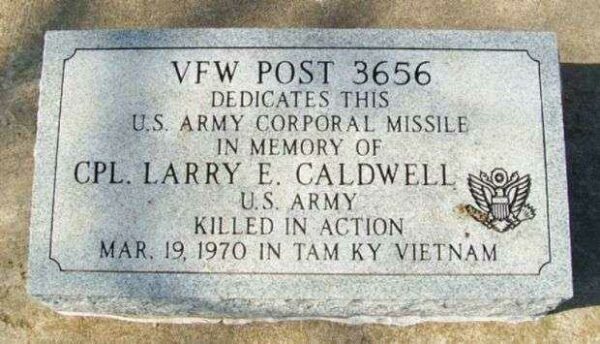 VFW POST 3656
DEDICATES THIS
U.S. ARMY CORPORAL MISSILE
IN MEMORY OF
CPL. LARRY E. CALDWELL
U.S. ARMY
KILLED IN ACTION
MAR. 19, 1970 IN TAM KY VIETNAM